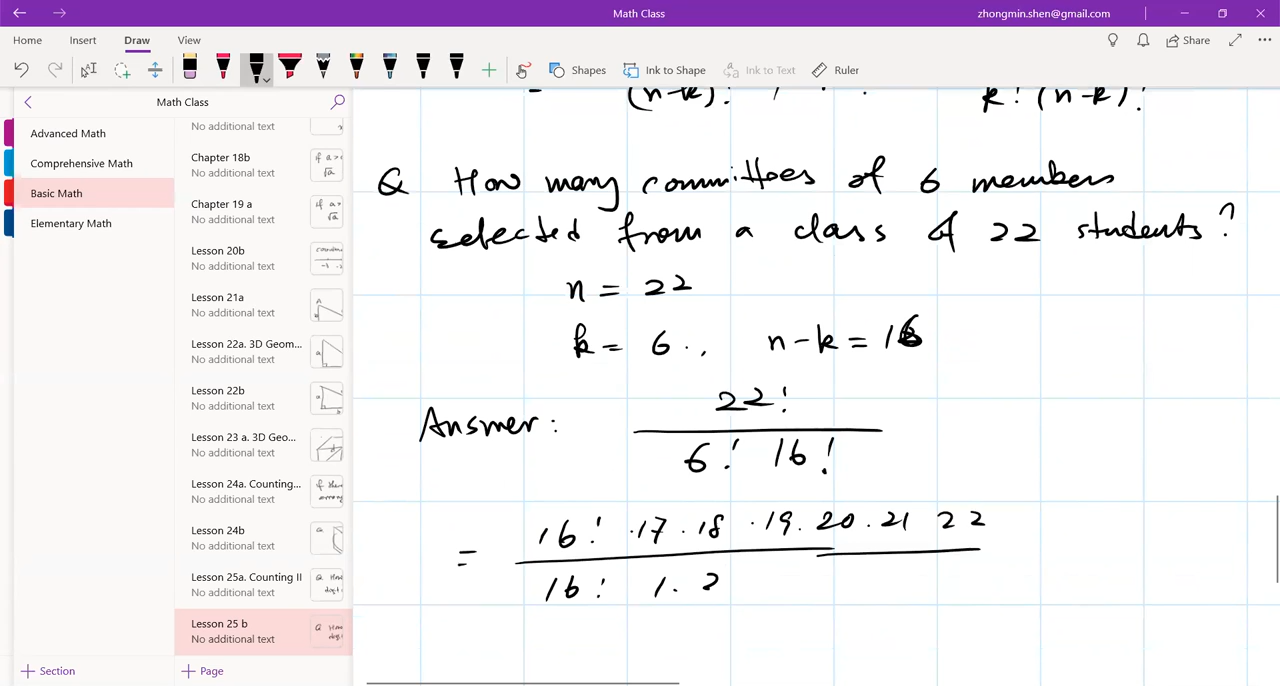 Math Class
zhongmin.shen@gmail.com
Home
Insert
Draw
View
Share
Shapes
Ink to Shape
Ink to Text
Ruler
Math Class
Advanced Math
Comprehensive Math
Basic Math
Elementary Math
No additional text
Chapter 18b
No additional text
Chapter 19 a
No additional text
Lesson 20b
No additional text
Lesson 21a
No additional text
Lesson 22a. 3D Geom...
No additional text
Lesson 22b
No additional text
Lesson 23 a. 3D Geo...
No additional text
Lesson 24a. Counting...
No additional text
Lesson 24b
No additional text
Lesson 25a. Counting II
No additional text
Lesson 25 b
No additional text
+ Section
+ Page
= (n-k)! k! (n-k)!
Q How many committees of 6 members
selected from a class of 22 students?
n = 22
k = 6 . , n-k = 16
Answer: 22!
6! 16!
= 16! ·17·18 ·19·20·21 22
16! 1. 2